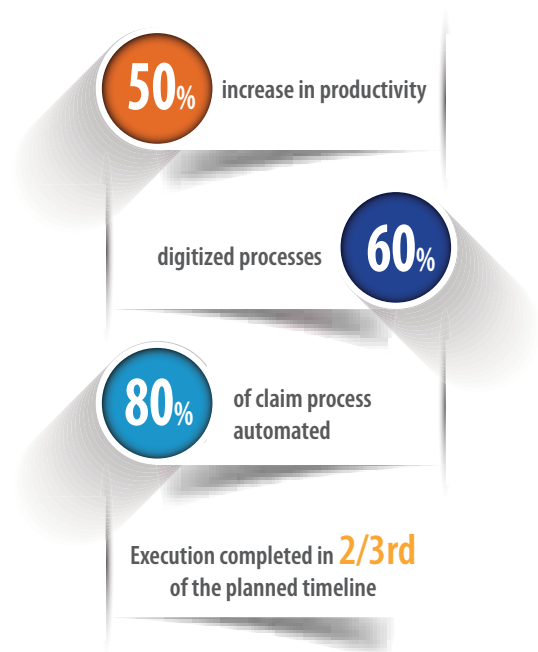 50% increase in productivity
digitized processes 60%
80% of claim process
automated
Execution completed in 2/3rd
of the planned timeline